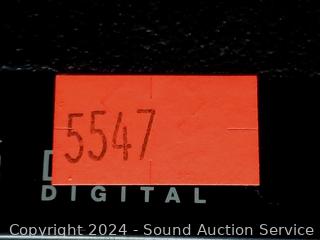 5547
DIGITAL
Copyright 2024 - Sound Auction Service